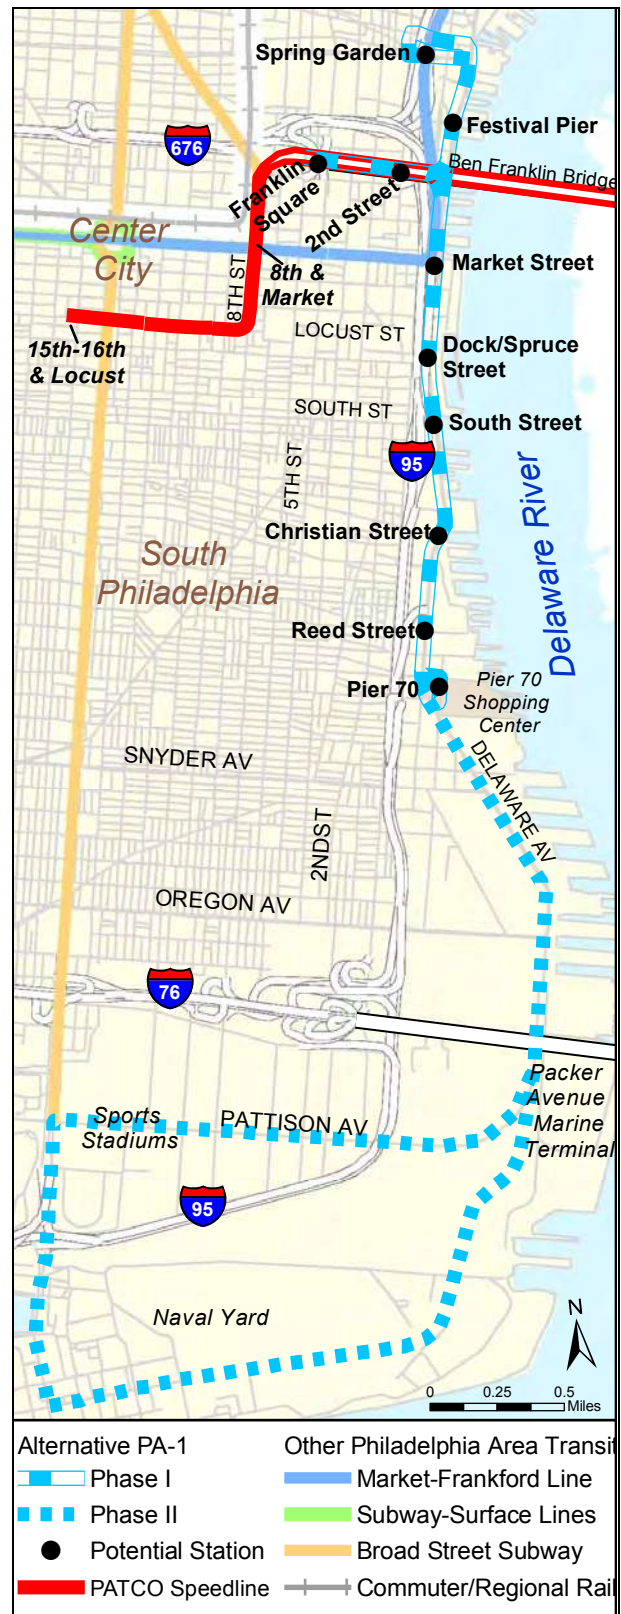 Spring Garden
Festival Pier
676
Ben Franklin Bridge
Franklin
Square
2nd Street
Center
City
8TH ST
8th &
Market
Market Street
15th-16th
& Locust
LOCUST ST
Dock/Spruce
Street
SOUTH ST
South Street
95
5TH ST
Delaware River
Christian Street
South
Philadelphia
Reed Street
Pier 70
Pier 70
Shopping
Center
SNYDER AV
DELAWARE AV
2NDST
OREGON AV
76
Packer
Avenue
Marine
Terminal
Sports
Stadiums
PATTISON AV
95
Naval Yard
N
0 0.25 0.5
Miles
Alternative PA-1
Phase I
Phase II
Potential Station
PATCO Speedline
Other Philadelphia Area Transit
Market-Frankford Line
Subway-Surface Lines
Broad Street Subway
Commuter/Regional Rail